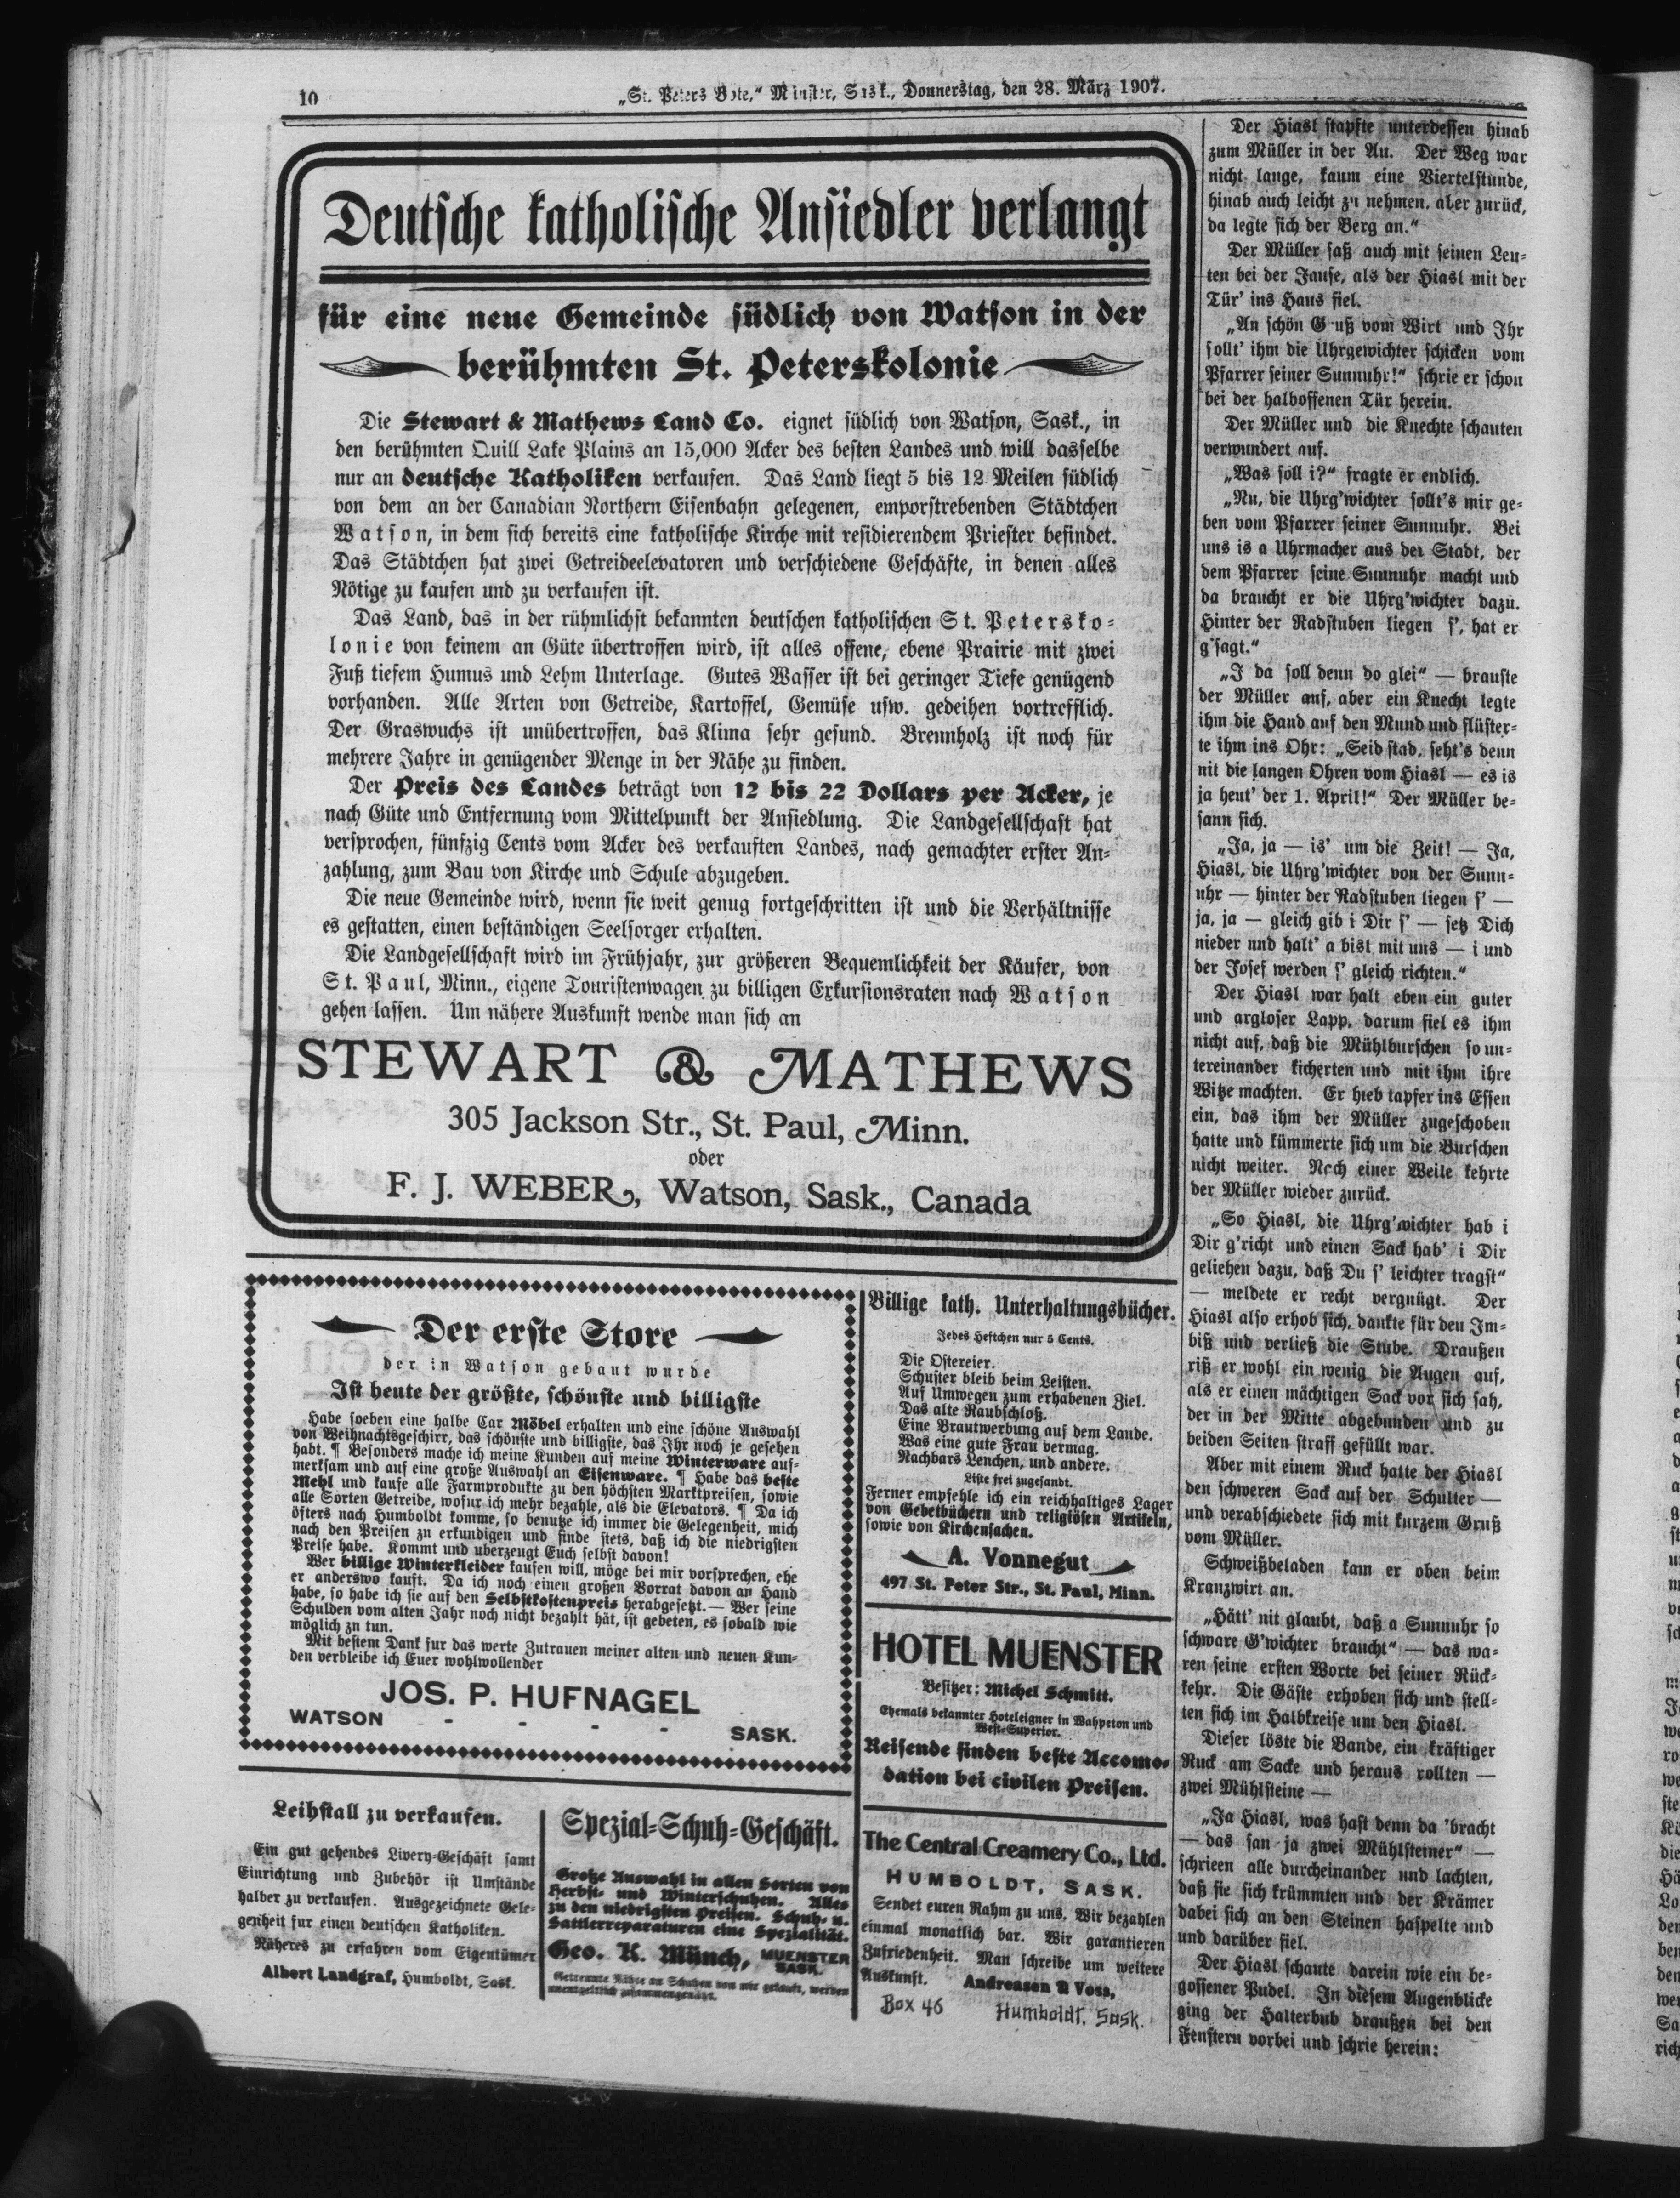 10
„St. Peters Bote,“ Münster, Sask., Donnerstag, den 28. März 1907.
Deutsche katholische Ansiedler verlangt
für eine neue Gemeinde südlich von Watson in der
berühmten St. Peterskolonie
Die Stewart & Mathews Land Co. eignet südlich von Watson, Sask., in
den berühmten Quill Lake Plains an 15,000 Acker des besten Landes und will dasselbe
nur an deutsche Katholiken verkaufen. Das Land liegt 5 bis 12 Meilen südlich
von dem an der Canadian Northern Eisenbahn gelegenen, emporstrebenden Städtchen
Watson, in dem sich bereits eine katholische Kirche mit residierendem Priester befindet.
Das Städtchen hat zwei Getreideelevatoren und verschiedene Geschäfte, in denen alles
Nötige zu kaufen und zu verkaufen ist.
Das Land, das in der rühmlichst bekannten deutschen katholischen St. Petersko-
lonie von keinem an Güte übertroffen wird, ist alles offene, ebene Prairie mit zwei
Fuß tiefem Humus und Lehm Unterlage. Gutes Wasser ist bei geringer Tiefe genügend
vorhanden. Alle Arten von Getreide, Kartoffel, Gemüse usw. gedeihen vortrefflich.
Der Graswuchs ist unübertroffen, das Klima sehr gesund. Brennholz ist noch für
mehrere Jahre in genügender Menge in der Nähe zu finden.
Der Preis des Landes beträgt von 12 bis 22 Dollars per Acker, je
nach Güte und Entfernung vom Mittelpunkt der Ansiedlung. Die Landgesellschaft hat
versprochen, fünfzig Cents vom Acker des verkauften Landes, nach gemachter erster An-
zahlung, zum Bau von Kirche und Schule abzugeben.
Die neue Gemeinde wird, wenn sie weit genug fortgeschritten ist und die Verhältnisse
es gestatten, einen beständigen Seelsorger erhalten.
Die Landgesellschaft wird im Frühjahr, zur größeren Bequemlichkeit der Käufer, von
St. Paul, Minn., eigene Touristenwagen zu billigen Exkursionsraten nach Watson
gehen lassen. Um nähere Auskunft wende man sich an
STEWART & MATHEWS
305 Jackson Str., St. Paul, Minn.
oder
F. J. WEBER, Watson, Sask., Canada
Der erste Store
der in Watson gebaut wurde
Ist heute der größte, schönste und billigste
Habe soeben eine halbe Car Möbel erhalten und eine schöne Auswahl
von Weihnachtsgeschirr, das schönste und billigste, das Ihr noch je gesehen
habt. ¶ Besonders mache ich meine Kunden auf meine Winterware auf-
merksam und auf eine große Auswahl an Eisenware. ¶ Habe das beste
Mehl und kaufe alle Farmprodukte zu den höchsten Marktpreisen, sowie
alle Sorten Getreide, wofur ich mehr bezahle, als die Elevators. ¶ Da ich
öfters nach Humboldt komme, so benutze ich immer die Gelegenheit, mich
nach den Preisen zu erkundigen und finde stets, daß ich die niedrigsten
Preise habe. Kommt und uberzeugt Euch selbst davon!
Wer billige Winterkleider kaufen will, möge bei mir vorsprechen, ehe
er anderswo kauft. Da ich noch einen großen Vorrat davon an Hand
habe, so habe ich sie auf den Selbstkostenpreis herabgesetzt. — Wer seine
Schulden vom alten Jahr noch nicht bezahlt hat, ist gebeten, es sobald wie
möglich zu tun.
Mit bestem Dank fur das werte Zutrauen meiner alten und neuen Kun-
den verbleibe ich Euer wohlwollender
JOS. P. HUFNAGEL
WATSON - - - - SASK.
Leihstall zu verkaufen.
Ein gut gehendes Livery-Geschäft samt
Einrichtung und Zubehör ist Umstände
halber zu verkaufen. Ausgezeichnete Gele-
genheit fur einen deutschen Katholiken.
Näheres zu erfahren vom Eigentümer
Albert Landgraf, Humboldt, Sask.
Spezial-Schuh-Geschäft.
Große Auswahl in allen Sorten von
Herbst- und Winterschuhen. Alles
zu den niedrigsten Preisen. Schuh- u.
Sattlerreparaturen eine Spezialität.
Geo. K. Münch, MUENSTER
SASK.
Getrennte Nähte an Schuhen von mir gekauft, werden
unentgeltlich zusammengenäht.
Billige kath. Unterhaltungsbücher.
Jedes Heftchen nur 5 Cents.
Die Ostereier.
Schuster bleib beim Leisten.
Auf Umwegen zum erhabenen Ziel.
Das alte Raubschloß.
Eine Brautwerbung auf dem Lande.
Was eine gute Frau vermag.
Nachbars Lenchen, und andere.
Liste frei zugesandt.
Ferner empfehle ich ein reichhaltiges Lager
von Gebetbüchern und religiösen Artikeln,
sowie von Kirchensachen.
A. Vonnegut
497 St. Peter Str., St. Paul, Minn.
HOTEL MUENSTER
Besitzer: Michel Schmitt.
Ehemals bekannter Hoteleigner in Wahpeton und
West-Superior.
Reisende finden beste Accomo-
dation bei civilen Preisen.
The Central Creamery Co., Ltd.
HUMBOLDT, SASK.
Sendet euren Rahm zu uns, Wir bezahlen
einmal monatlich bar. Wir garantieren
Zufriedenheit. Man schreibe um weitere
Auskunft. Andreasen & Voss,
Box 46 Humboldt, Sask.
Der Hiasl stapfte unterdessen hinab
zum Müller in der Au. Der Weg war
nicht lange, kaum eine Viertelstunde,
hinab auch leicht zu nehmen, aber zurück,
da legte sich der Berg an.“
Der Müller saß auch mit seinen Leu-
ten bei der Jause, als der Hiasl mit der
Tür' ins Haus fiel.
„An schön G'uß vom Wirt und Ihr
sollt' ihm die Uhrgewichter schicken vom
Pfarrer seiner Sunnuhr!“ schrie er schon
bei der halboffenen Tür herein.
Der Müller und die Knechte schauten
verwundert auf.
„Was soll i?“ fragte er endlich.
„Nu, die Uhrg'wichter sollt's mir ge-
ben vom Pfarrer seiner Sunnuhr. Bei
uns is a Uhrmacher aus der Stadt, der
dem Pfarrer seine Sunnuhr macht und
da braucht er die Uhrg'wichter dazu.
Hinter der Radstuben liegen s', hat er
g'sagt.“
„J da soll denn do glei“ — brauste
der Müller auf, aber ein Knecht legte
ihm die Hand auf den Mund und flüster-
te ihm ins Ohr: „Seid stad, seht's denn
nit die langen Ohren vom Hiasl — es is
ja heut' der 1. April!“ Der Müller be-
sann sich.
„Ja, ja — is' um die Zeit! — Ja,
Hiasl, die Uhrg'wichter von der Sunn-
uhr — hinter der Radstuben liegen s' —
ja, ja — gleich gib i Dir s' — setz Dich
nieder und halt' a bisl mit uns — i und
der Josef werden s' gleich richten.“
Der Hiasl war halt eben ein guter
und argloser Lapp, darum fiel es ihm
nicht auf, daß die Mühlburschen so un-
tereinander kicherten und mit ihm ihre
Witze machten. Er hieb tapfer ins Essen
ein, das ihm der Müller zugeschoben
hatte und kümmerte sich um die Burschen
nicht weiter. Nach einer Weile kehrte
der Müller wieder zurück.
„So Hiasl, die Uhrg'wichter hab i
Dir g'richt und einen Sack hab' i Dir
geliehen dazu, daß Du s' leichter tragst“
— meldete er recht vergnügt. Der
Hiasl also erhob sich, dankte für den Im-
biß und verließ die Stube. Draußen
riß er wohl ein wenig die Augen auf,
als er einen mächtigen Sack vor sich sah,
der in der Mitte abgebunden und zu
beiden Seiten straff gefüllt war.
Aber mit einem Ruck hatte der Hiasl
den schweren Sack auf der Schulter —
und verabschiedete sich mit kurzem Gruß
vom Müller.
Schweißbeladen kam er oben beim
Kranzwirt an.
„Hätt' nit glaubt, daß a Sunnuhr so
schware G'wichter braucht“ — das wa-
ren seine ersten Worte bei seiner Rück-
kehr. Die Gäste erhoben sich und stell-
ten sich im Halbkreise um den Hiasl.
Dieser löste die Bande, ein kräftiger
Ruck am Sacke und heraus rollten —
zwei Mühlsteine —
„Ja Hiasl, was hast denn da 'bracht
— das san ja zwei Mühlsteiner“ —
schrieen alle durcheinander und lachten,
daß sie sich krümmten und der Krämer
dabei sich an den Steinen haspelte und
und darüber fiel.
Der Hiasl schaute darein wie ein be-
gossener Pudel. In diesem Augenblicke
ging der Halterbub draußen bei den
Fenstern vorbei und schrie herein: